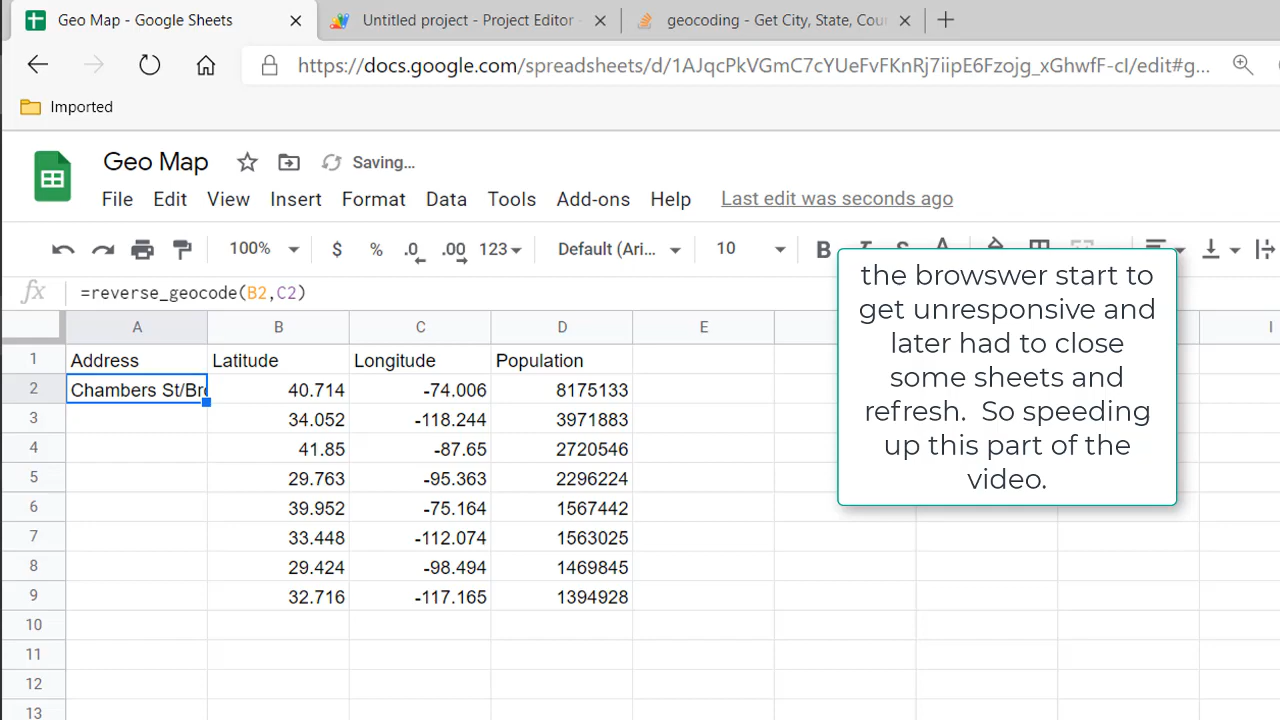 Geo Map - Google Sheets
Untitled project - Project Editor -
geocoding - Get City, State, Cou
https://docs.google.com/spreadsheets/d/1AJqcPkVGmC7cYUeFvFKnRj7iipE6Fzojg_xGhwfF-cI/edit#g...
Imported
Geo Map Saving...
File Edit View Insert Format Data Tools Add-ons Help Last edit was seconds ago
100% $ % .0 .00 123 Default (Ari... 10 B
fx =reverse_geocode(B2,C2)
A B C D E I
1 Address Latitude Longitude Population
2 Chambers St/Bro 40.714 -74.006 8175133
3 34.052 -118.244 3971883
4 41.85 -87.65 2720546
5 29.763 -95.363 2296224
6 39.952 -75.164 1567442
7 33.448 -112.074 1563025
8 29.424 -98.494 1469845
9 32.716 -117.165 1394928
10
11
12
13
the browswer start to
get unresponsive and
later had to close
some sheets and
refresh. So speeding
up this part of the
video.